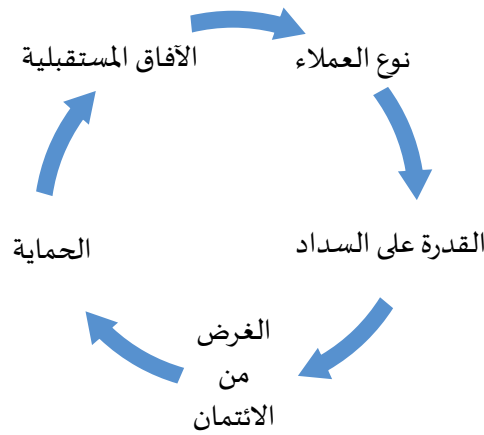 نوع العملاء
القدرة على السداد
الغرض
من
الائتمان
الحماية
الآفاق المستقبلية